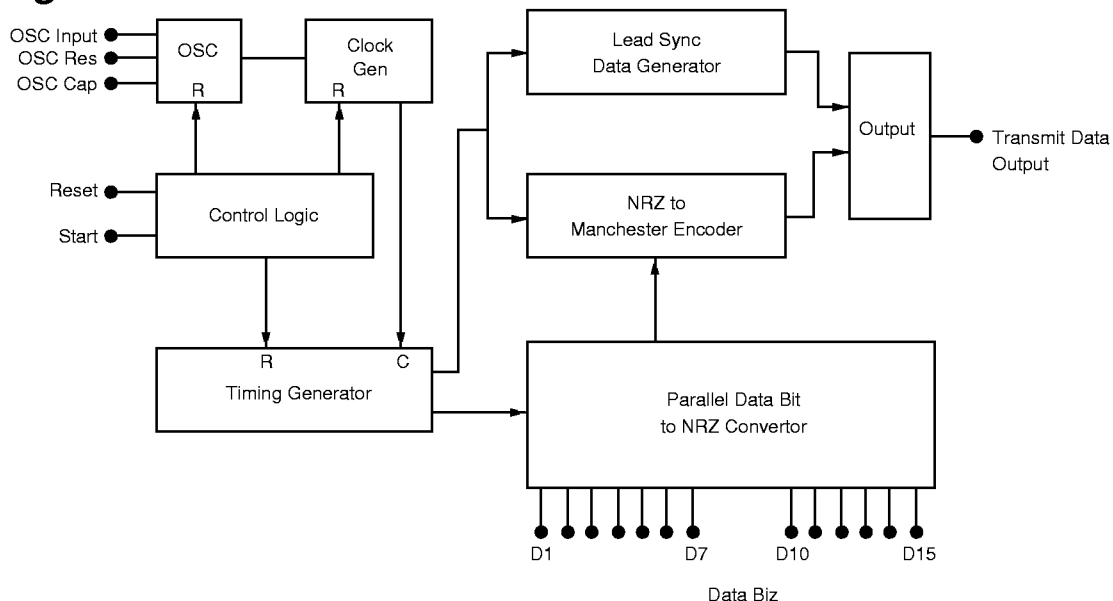 OSC Input
OSC Res
OSC Cap
OSC
R
Clock
Gen
R
Lead Sync
Data Generator
Output
Transmit Data
Output
Reset
Start
Control Logic
NRZ to
Manchester Encoder
R
C
Timing Generator
Parallel Data Bit
to NRZ Convertor
D1
D7
D10
D15
Data Biz